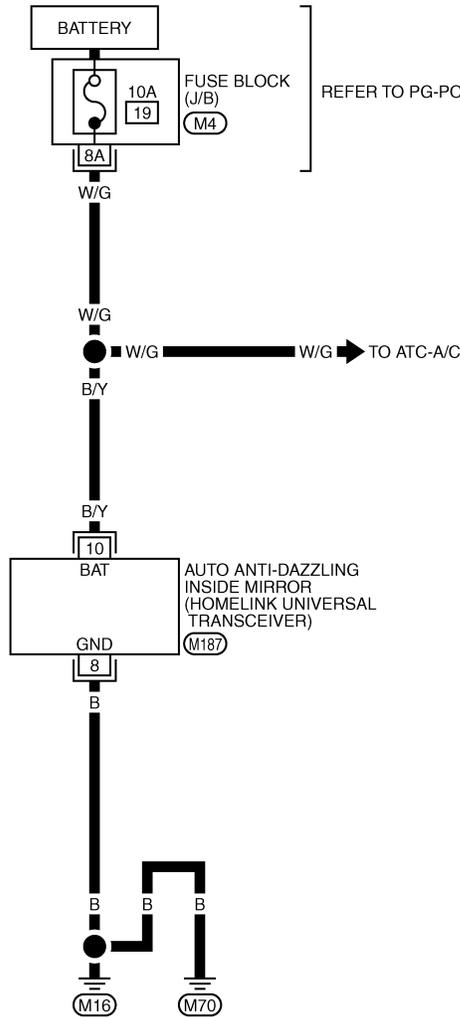 BATTERY
10A
19
FUSE BLOCK
(J/B)
M4
REFER TO PG-PO
8A
W/G
W/G
W/G W/G TO ATC-A/C
B/Y
B/Y
10
BAT
AUTO ANTI-DAZZLING
INSIDE MIRROR
(HOMELINK UNIVERSAL
TRANSCEIVER)
M187
GND
8
B
B B B
M16 M70